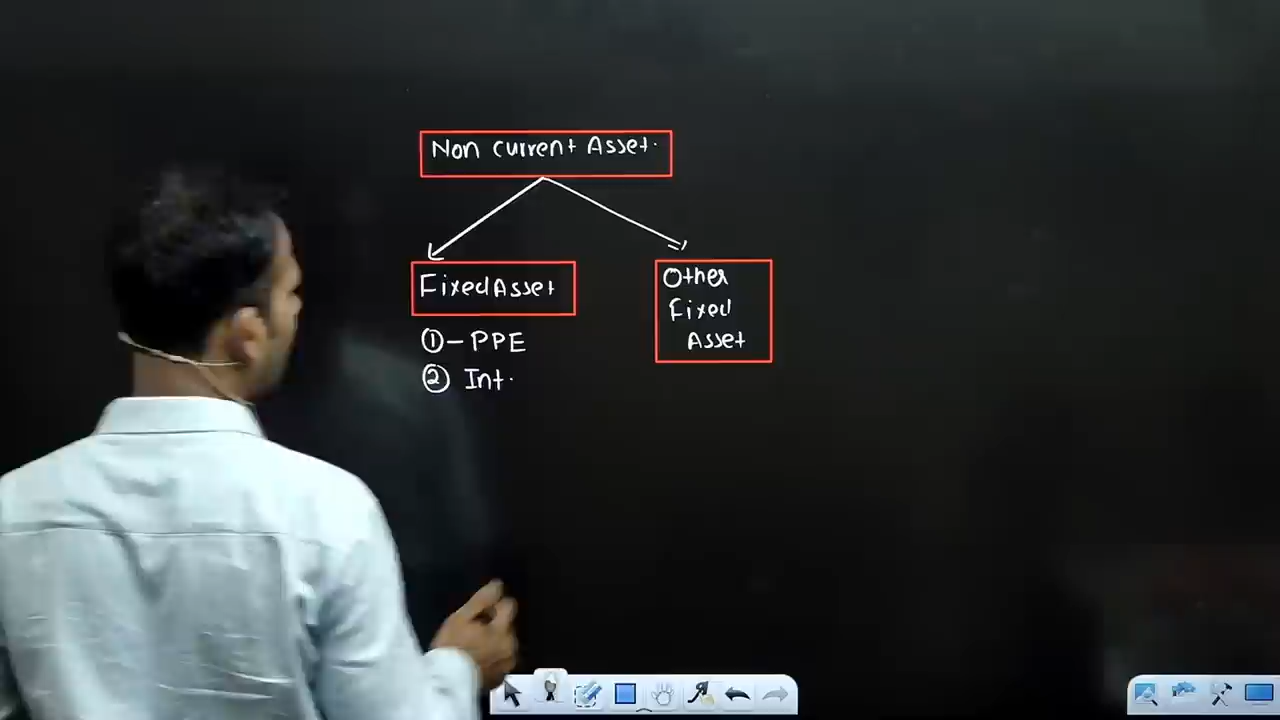 Non current Asset.
Fixed Asset
① - PPE
② Int.
Other
Fixed
Asset